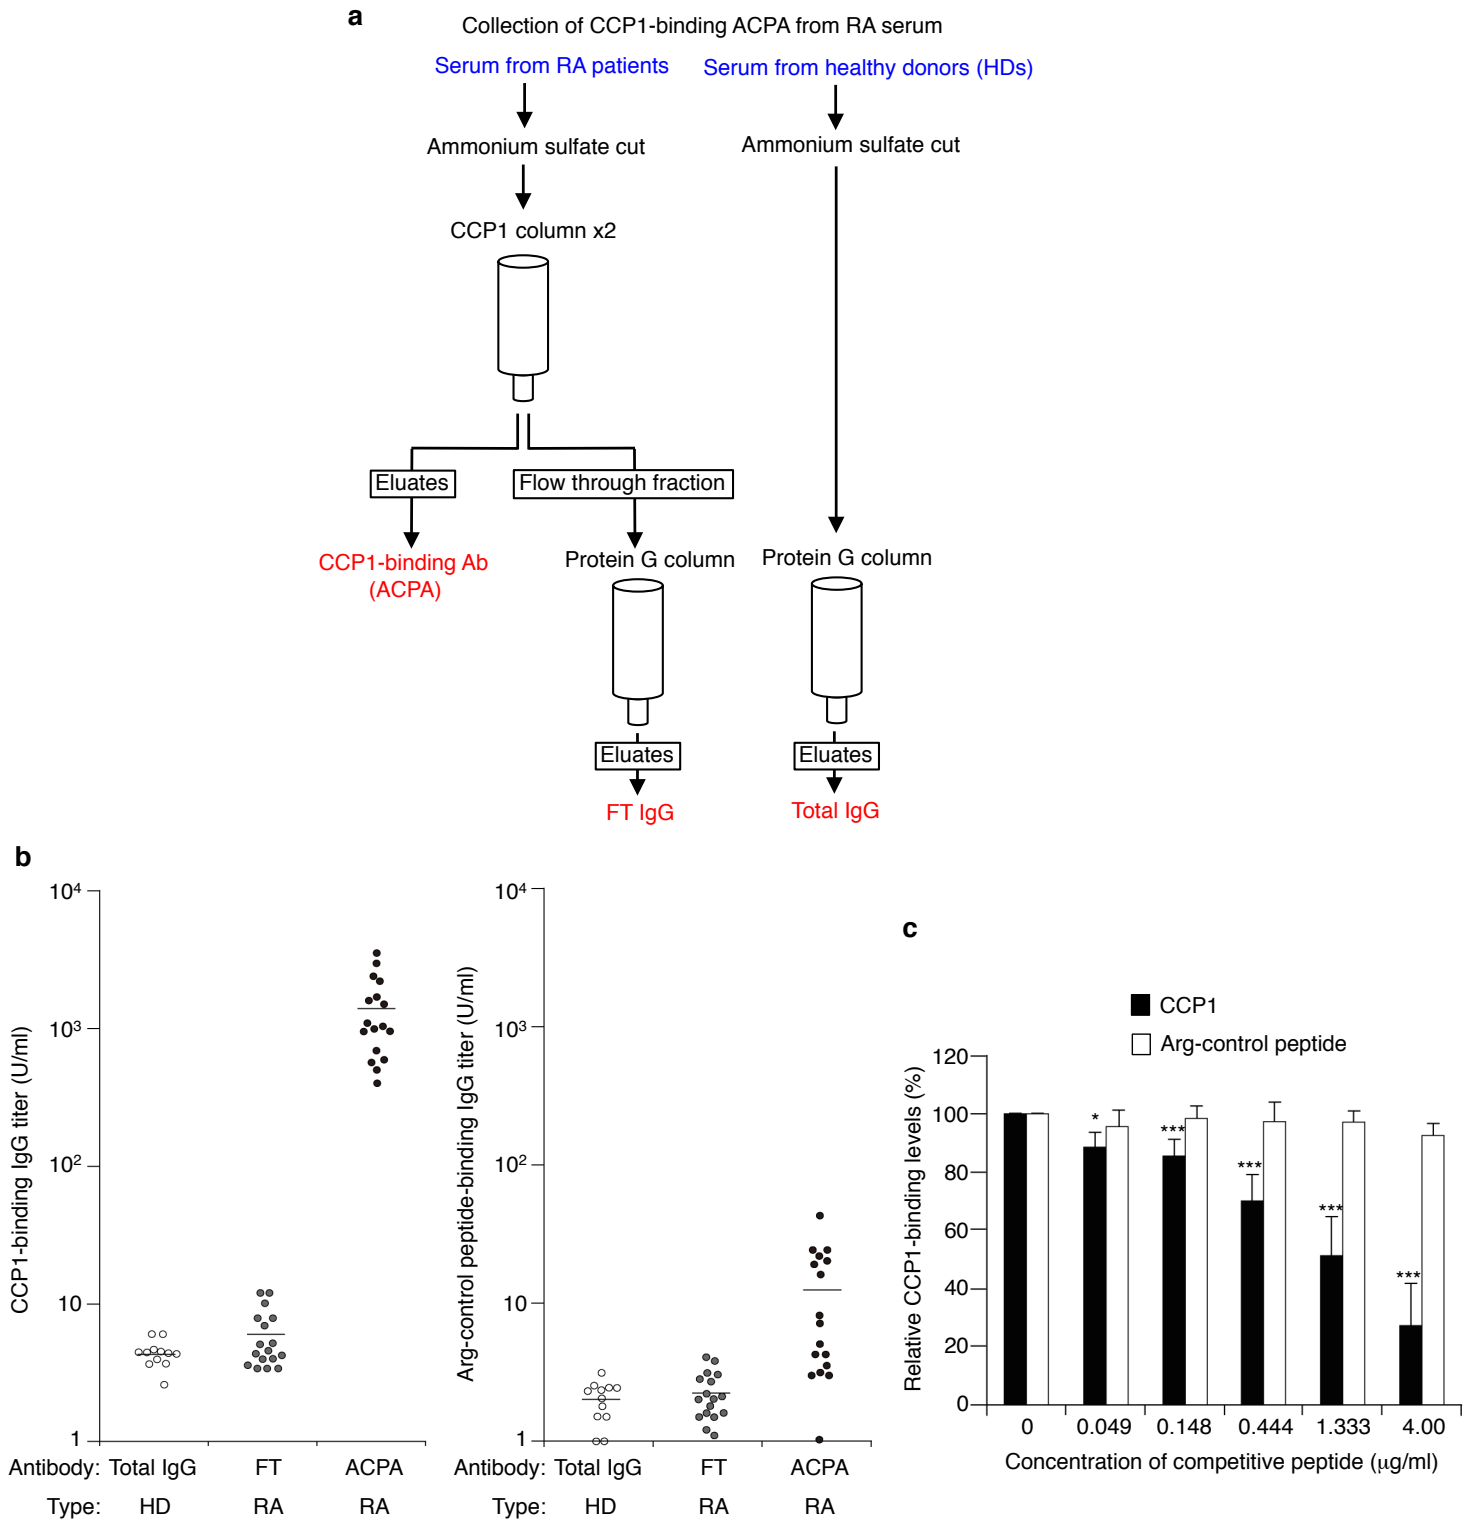 a
Collection of CCP1-binding ACPA from RA serum
Serum from RA patients
Serum from healthy donors (HDs)
Ammonium sulfate cut
Ammonium sulfate cut
CCP1 column x2
Eluates
Flow through fraction
CCP1-binding Ab
(ACPA)
Protein G column
Protein G column
Eluates
Eluates
FT IgG
Total IgG
b
CCP1-binding IgG titer (U/ml)
10⁴
10³
10²
10
1
Antibody: Total IgG FT ACPA
Type: HD RA RA
Arg-control peptide-binding IgG titer (U/ml)
10⁴
10³
10²
10
1
Antibody: Total IgG FT ACPA
Type: HD RA RA
c
CCP1
Arg-control peptide
Relative CCP1-binding levels (%)
120
100
80
60
40
20
0
* *** *** *** ***
0 0.049 0.148 0.444 1.333 4.00
Concentration of competitive peptide (μg/ml)